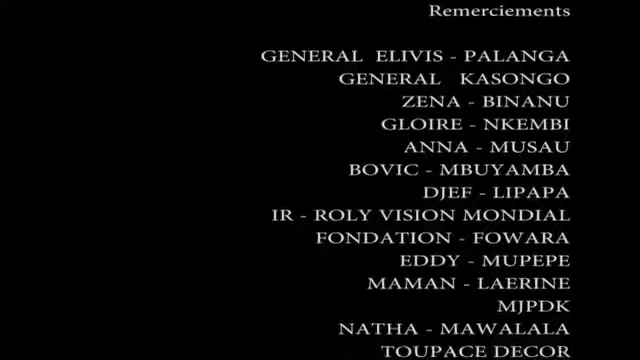 Remerciements
GENERAL ELIVIS - PALANGA
GENERAL KASONGO
ZENA - BINANU
GLOIRE - NKEMBI
ANNA - MUSAU
BOVIC - MBUYAMBA
DJEF - LIPAPA
IR - ROLY VISION MONDIAL
FONDATION - FOWARA
EDDY - MUPEPE
MAMAN - LAERINE
MJPDK
NATHA - MAWALALA
TOUPACE DECOR